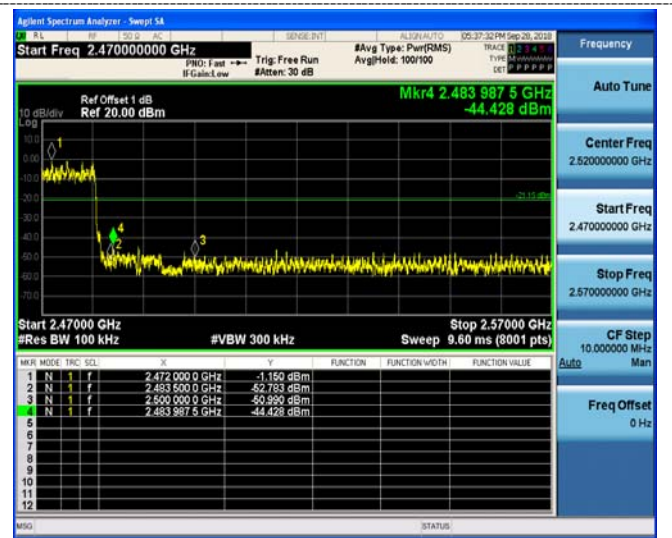 Agilent Spectrum Analyzer - Swept SA
RL RF 50 Ω AC SENSE:INT ALIGN AUTO 05:37:32 PM Sep 28, 2018
Start Freq 2.470000000 GHz #Avg Type: Pwr(RMS) TRACE 1 2 3 4 5 6
PNO: Fast Trig: Free Run Avg|Hold: 100/100 TYPE M
IFGain:Low #Atten: 30 dB DET P P P P P P
Mkr4 2.483 987 5 GHz
-44.428 dBm
Ref Offset 1 dB
10 dB/div Ref 20.00 dBm
Log
10.0
0.00
-10.0
-20.0
-30.0
-40.0
-50.0
-60.0
-70.0
-21.15 dBm
1
4
2
3
Start 2.47000 GHz Stop 2.57000 GHz
#Res BW 100 kHz #VBW 300 kHz Sweep 9.60 ms (8001 pts)
MKR MODE TRC SCL X Y FUNCTION FUNCTION WIDTH FUNCTION VALUE
1 N 1 f 2.472 000 0 GHz -1.150 dBm
2 N 1 f 2.483 500 0 GHz -52.783 dBm
3 N 1 f 2.500 000 0 GHz -50.990 dBm
4 N 1 f 2.483 987 5 GHz -44.428 dBm
5
6
7
8
9
10
11
12
MSG STATUS
Frequency
Auto Tune
Center Freq
2.520000000 GHz
Start Freq
2.470000000 GHz
Stop Freq
2.570000000 GHz
CF Step
10.000000 MHz
Auto Man
Freq Offset
0 Hz